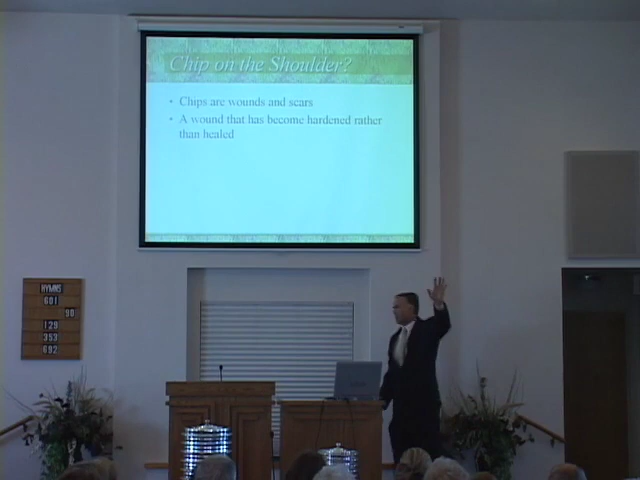 Chip on the Shoulder?
• Chips are wounds and scars
• A wound that has become hardened rather
than healed
HYMNS
601
90
129
353
692